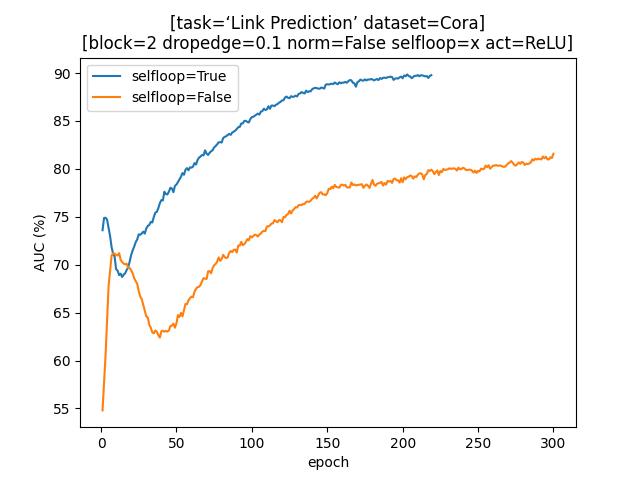 [task=‘Link Prediction’ dataset=Cora]
[block=2 dropedge=0.1 norm=False selfloop=x act=ReLU]
selfloop=True
selfloop=False
AUC (%)
90
85
80
75
70
65
60
55
0 50 100 150 200 250 300
epoch